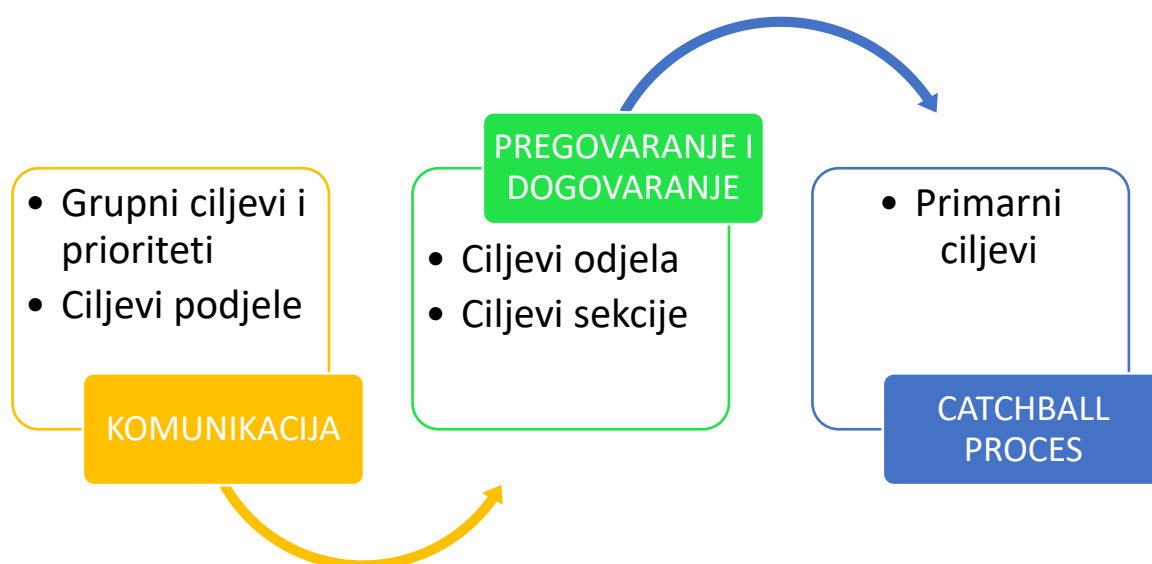 • Grupni ciljevi i
prioriteti
• Ciljevi podjele
KOMUNIKACIJA
PREGOVARANJE I
DOGOVARANJE
• Ciljevi odjela
• Ciljevi sekcije
• Primarni
ciljevi
CATCHBALL
PROCES